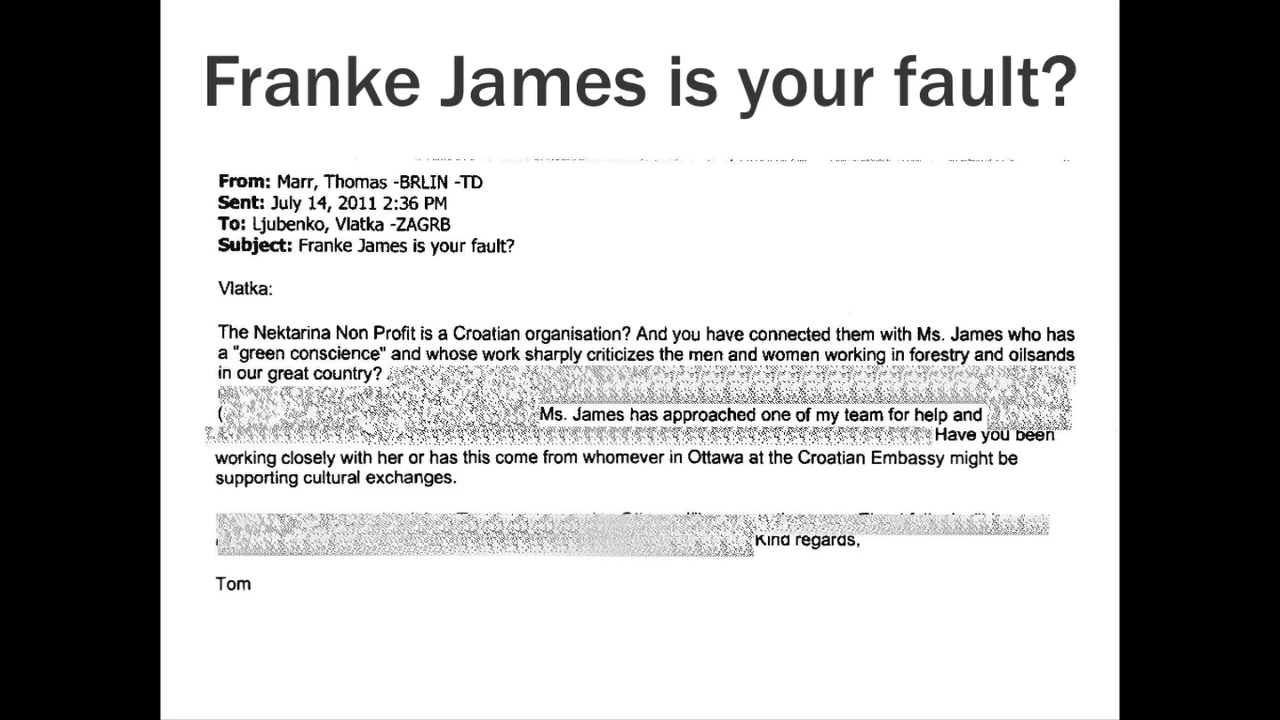 Franke James is your fault?
From: Marr, Thomas -BRLIN -TD
Sent: July 14, 2011 2:36 PM
To: Ljubenko, Vlatka -ZAGRB
Subject: Franke James is your fault?
Vlatka:
The Nektarina Non Profit is a Croatian organisation? And you have connected them with Ms. James who has
a "green conscience" and whose work sharply criticizes the men and women working in forestry and oilsands
in our great country?
( Ms. James has approached one of my team for help and
Have you been
working closely with her or has this come from whomever in Ottawa at the Croatian Embassy might be
supporting cultural exchanges.
Kind regards,
Tom